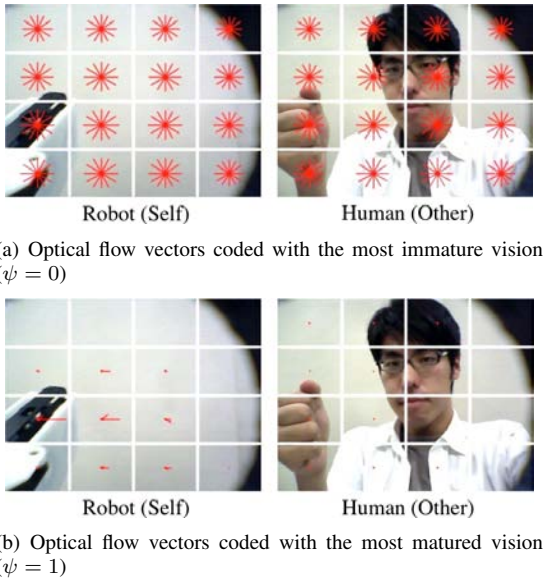 Robot (Self) Human (Other)
(a) Optical flow vectors coded with the most immature vision
(ψ = 0)
Robot (Self) Human (Other)
(b) Optical flow vectors coded with the most matured vision
(ψ = 1)